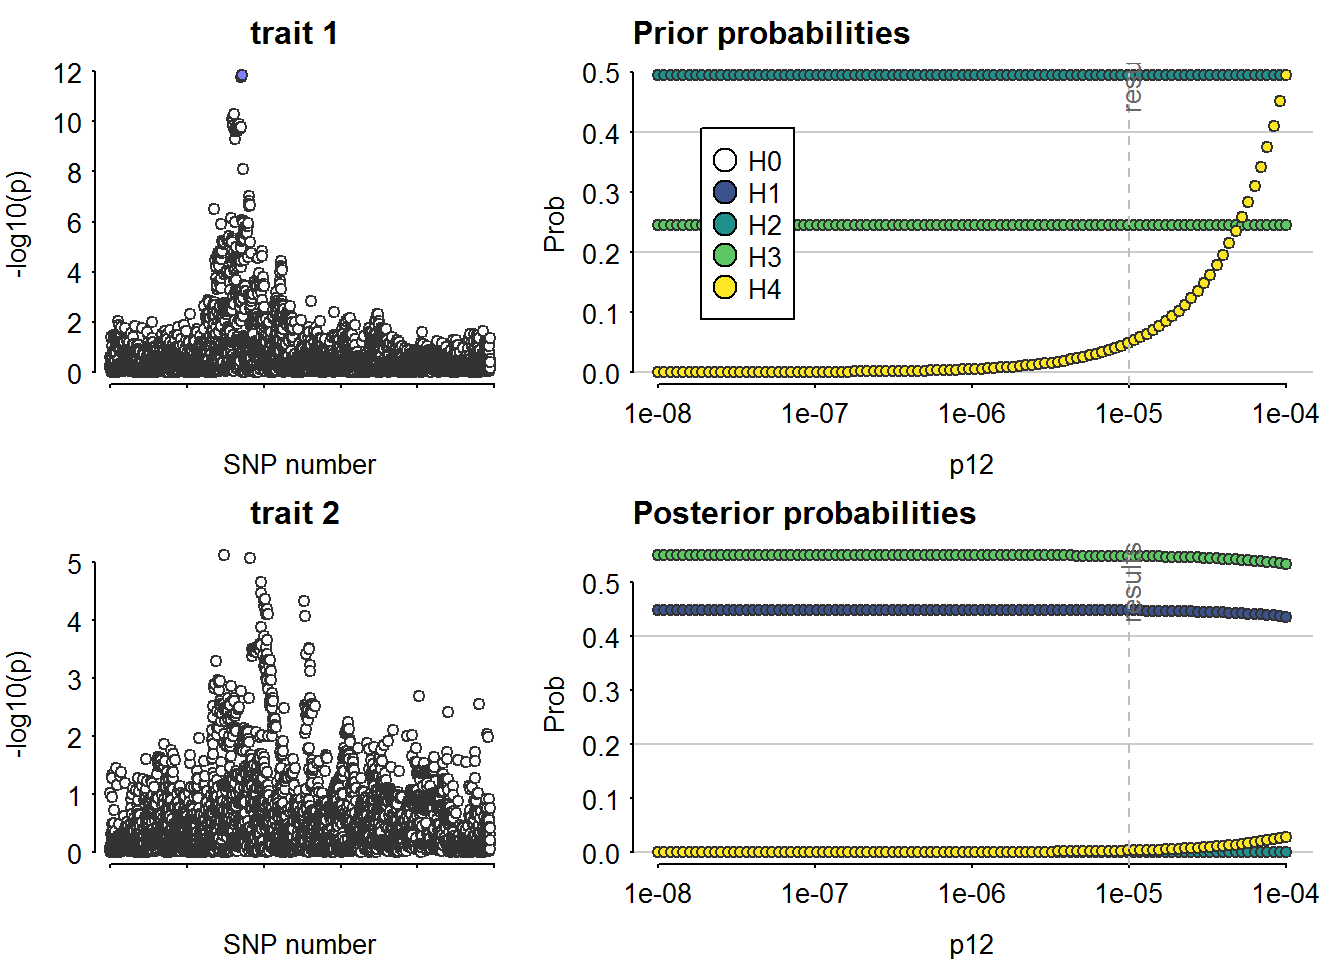 trait 1
-log10(p)
12
10
8
6
4
2
0
SNP number
Prior probabilities
Prob
0.5
0.4
0.3
0.2
0.1
0.0
resu
H0
H1
H2
H3
H4
1e-08 1e-07 1e-06 1e-05 1e-04
p12
trait 2
-log10(p)
5
4
3
2
1
0
SNP number
Posterior probabilities
Prob
0.5
0.4
0.3
0.2
0.1
0.0
results
1e-08 1e-07 1e-06 1e-05 1e-04
p12